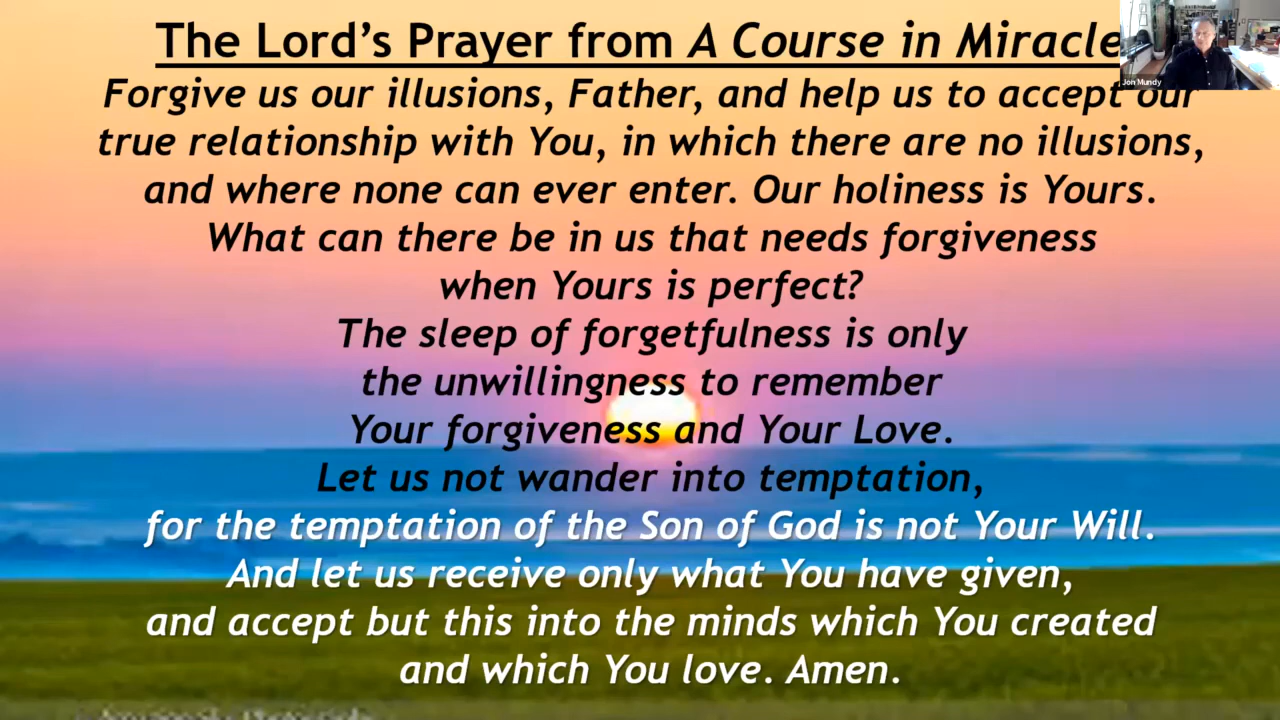 The Lord’s Prayer from A Course in Miracle
Jon Mundy
Forgive us our illusions, Father, and help us to accept our
true relationship with You, in which there are no illusions,
and where none can ever enter. Our holiness is Yours.
What can there be in us that needs forgiveness
when Yours is perfect?
The sleep of forgetfulness is only
the unwillingness to remember
Your forgiveness and Your Love.
Let us not wander into temptation,
for the temptation of the Son of God is not Your Will.
And let us receive only what You have given,
and accept but this into the minds which You created
and which You love. Amen.